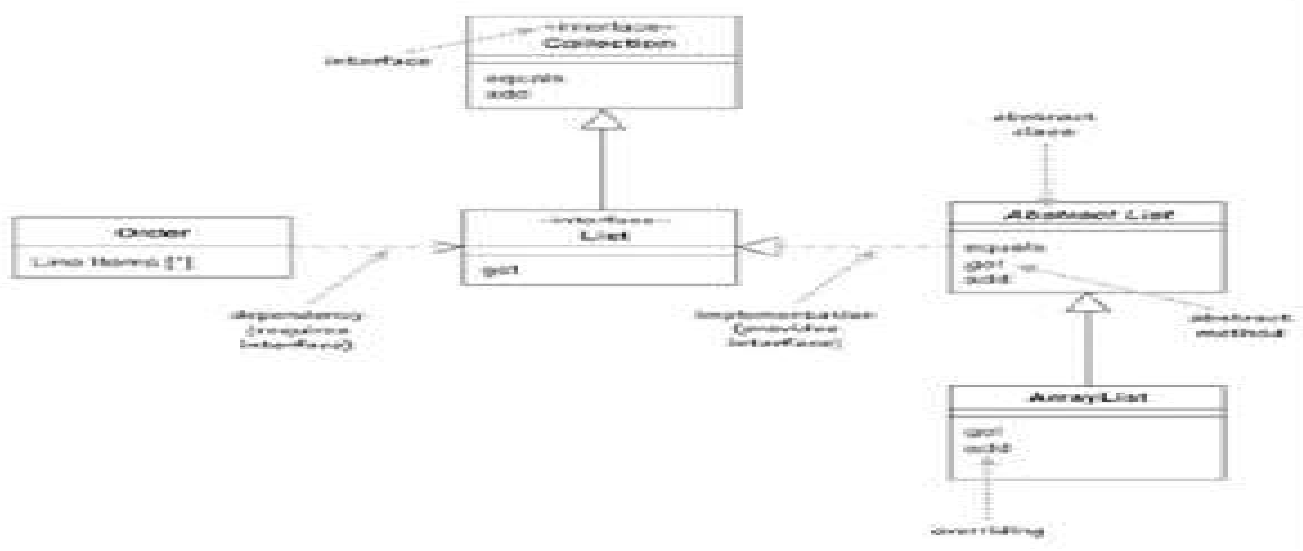 «interface»
Collection
interface
equals
add
abstract
class
«interface»
List
get
Order
Line Items [*]
Abstract List
equals
get
add
dependency
(requires
interface)
implementation
(provides
interface)
abstract
method
ArrayList
get
add
overriding